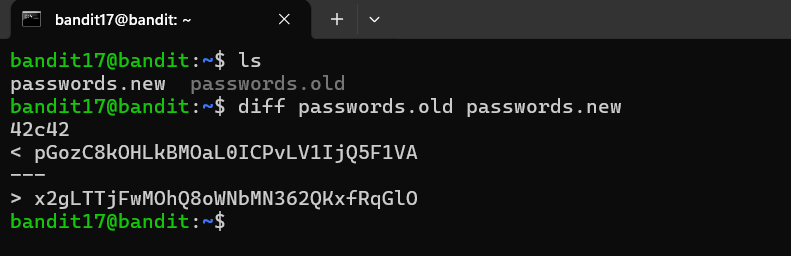 bandit17@bandit: ~
bandit17@bandit:~$ ls
passwords.new  passwords.old
bandit17@bandit:~$ diff passwords.old passwords.new
42c42
< pGozC8kOHLkBMOaL0ICPvLV1IjQ5F1VA
---
> x2gLTTjFwMOhQ8oWNbMN362QKxfRqGlO
bandit17@bandit:~$